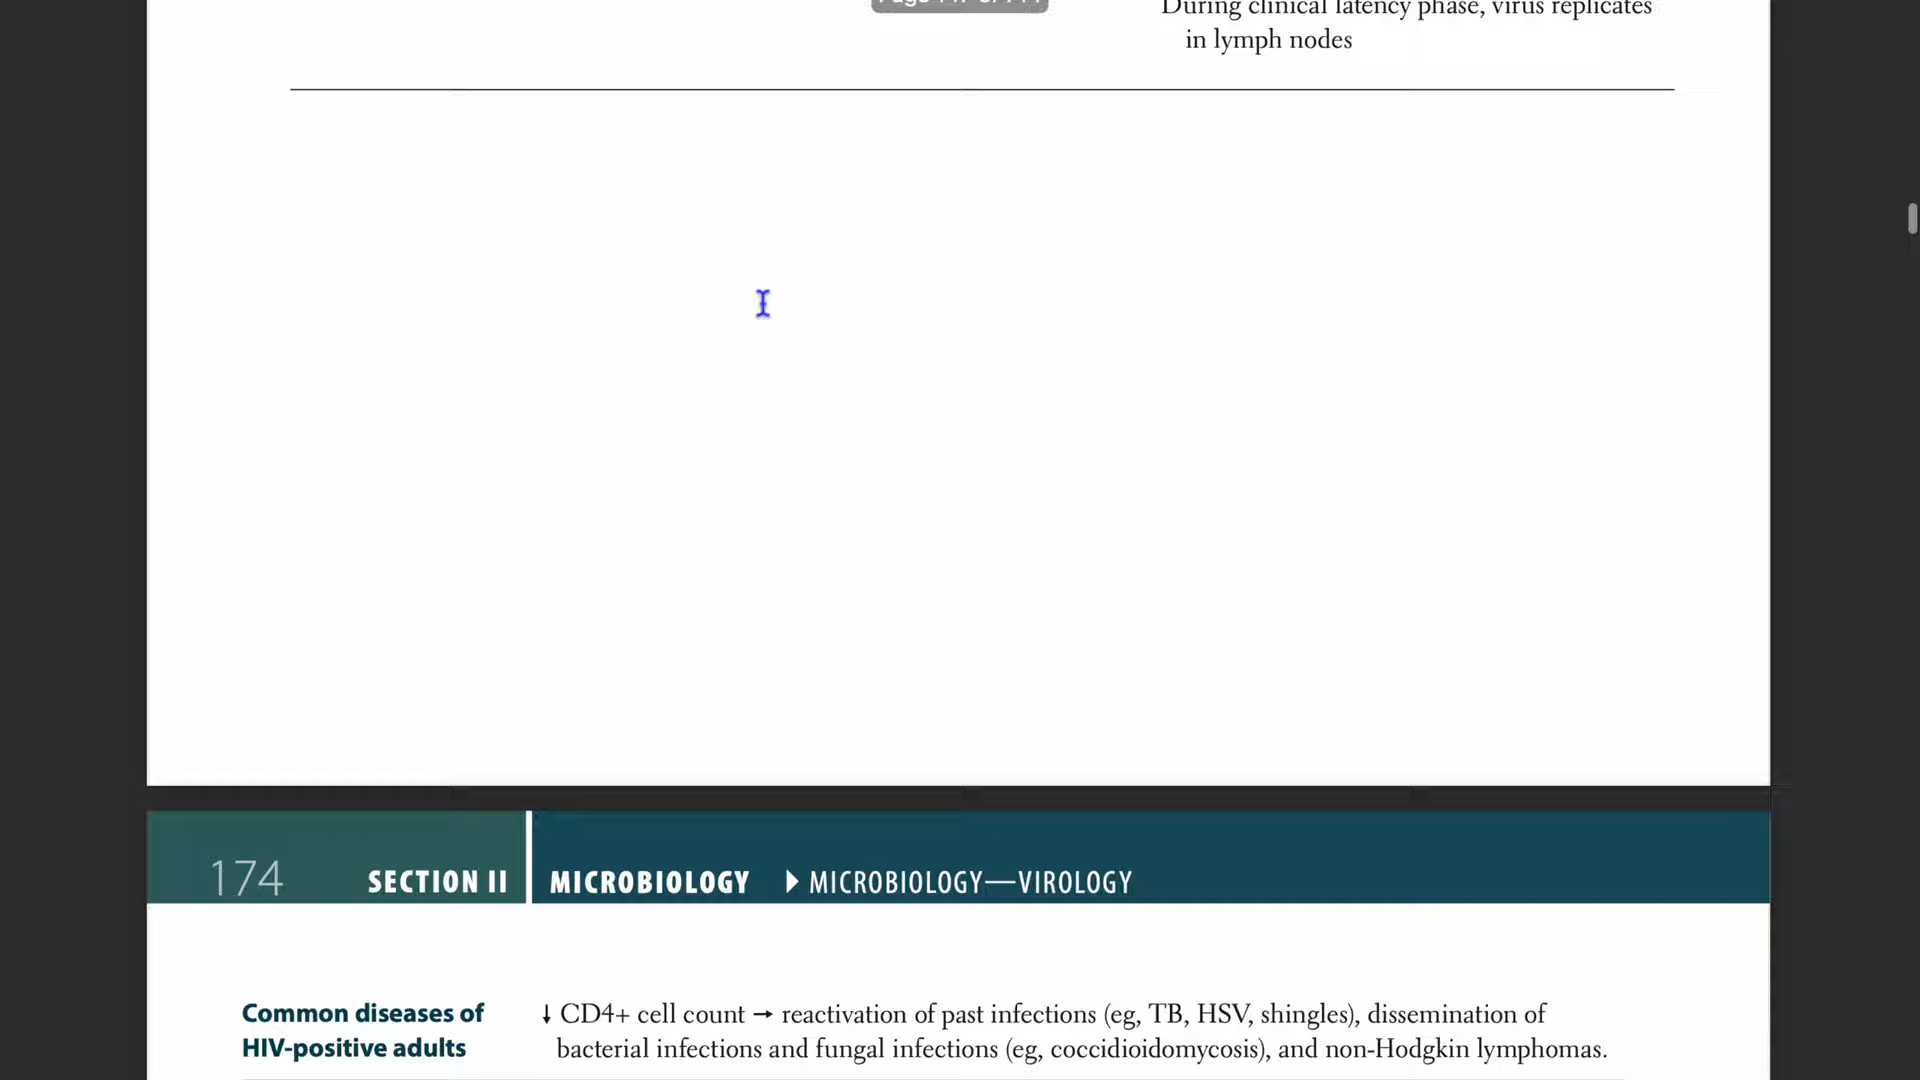 During clinical latency phase, virus replicates
in lymph nodes
174 SECTION II MICROBIOLOGY ▶ MICROBIOLOGY—VIROLOGY
Common diseases of
HIV-positive adults
↓ CD4+ cell count → reactivation of past infections (eg, TB, HSV, shingles), dissemination of
bacterial infections and fungal infections (eg, coccidioidomycosis), and non-Hodgkin lymphomas.